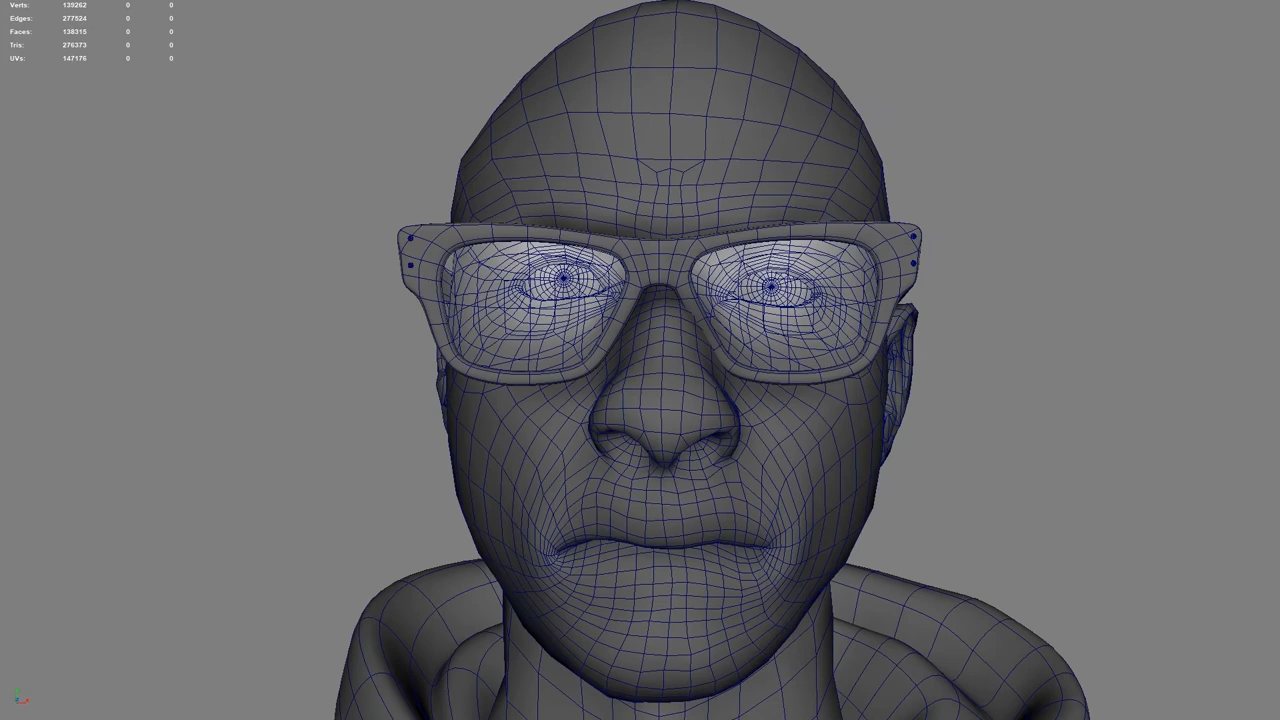 Verts: 139262 0 0
Edges: 277524 0 0
Faces: 138315 0 0
Tris: 276373 0 0
UVs: 147176 0 0